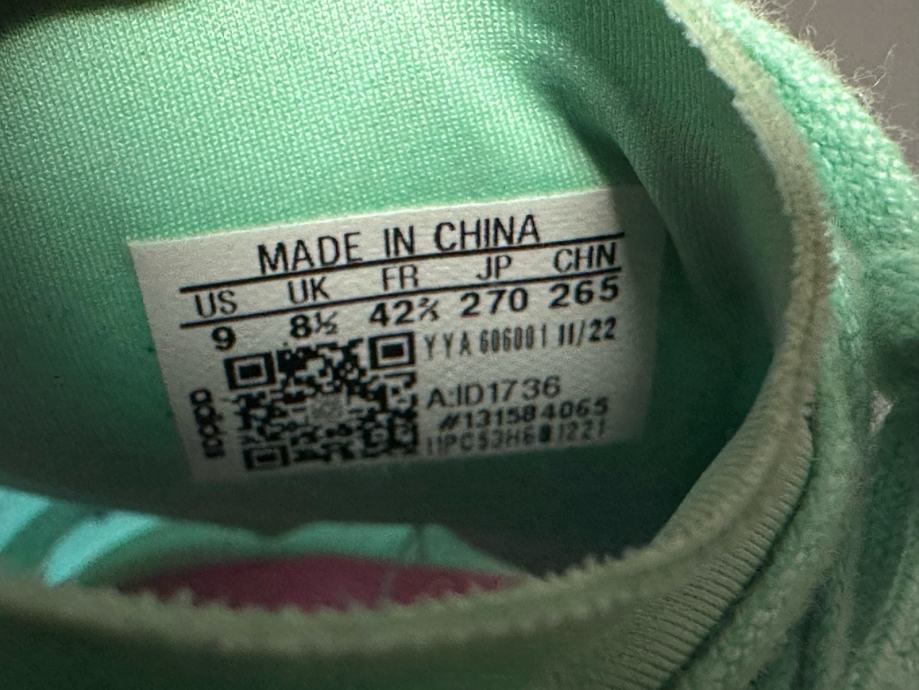 MADE IN CHINA
US UK FR JP CHN
9 8½ 42⅔ 270 265
YYA 606001 11/22
A:ID1736
#131584065